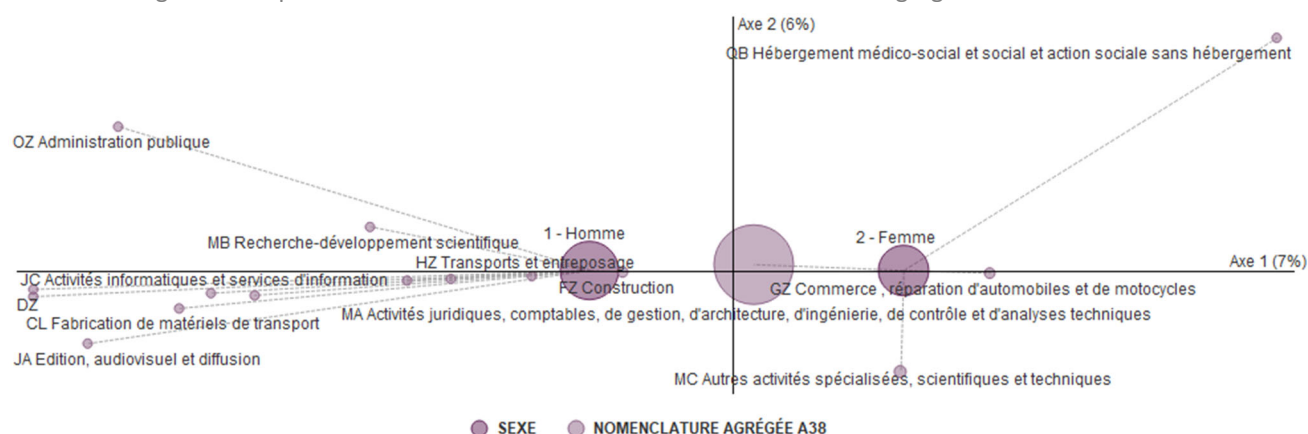 Axe 2 (6%)
QB Hébergement médico-social et social et action sociale sans hébergement
OZ Administration publique
1 - Homme
2 - Femme
MB Recherche-développement scientifique
HZ Transports et entreposage
Axe 1 (7%)
JC Activités informatiques et services d'information
FZ Construction
GZ Commerce , réparation d'automobiles et de motocycles
DZ
MA Activités juridiques, comptables, de gestion, d'architecture, d'ingénierie, de contrôle et d'analyses techniques
CL Fabrication de matériels de transport
JA Edition, audiovisuel et diffusion
MC Autres activités spécialisées, scientifiques et techniques
SEXE
NOMENCLATURE AGRÉGÉE A38